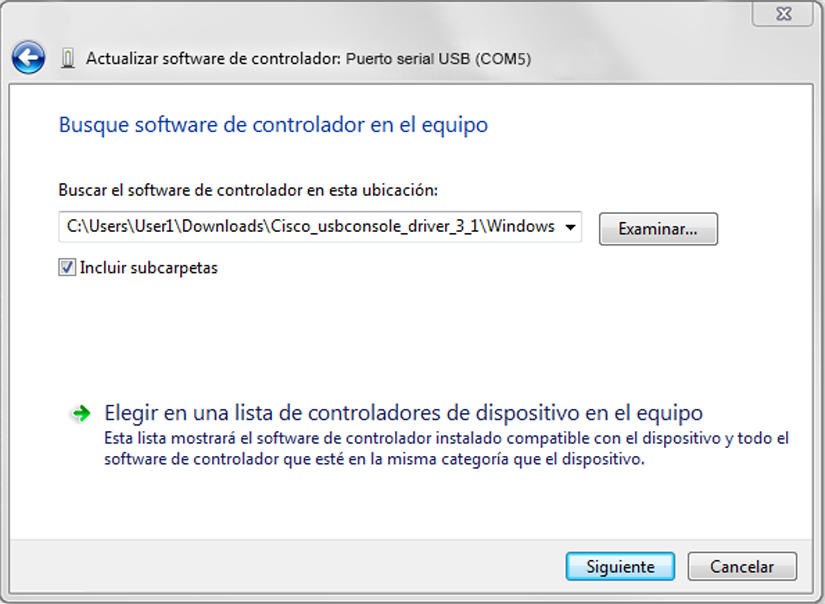 Actualizar software de controlador: Puerto serial USB (COM5)
Busque software de controlador en el equipo
Buscar el software de controlador en esta ubicación:
C:\Users\User1\Downloads\Cisco_usbconsole_driver_3_1\Windows
Examinar...
Incluir subcarpetas
Elegir en una lista de controladores de dispositivo en el equipo
Esta lista mostrará el software de controlador instalado compatible con el dispositivo y todo el
software de controlador que esté en la misma categoría que el dispositivo.
Siguiente
Cancelar